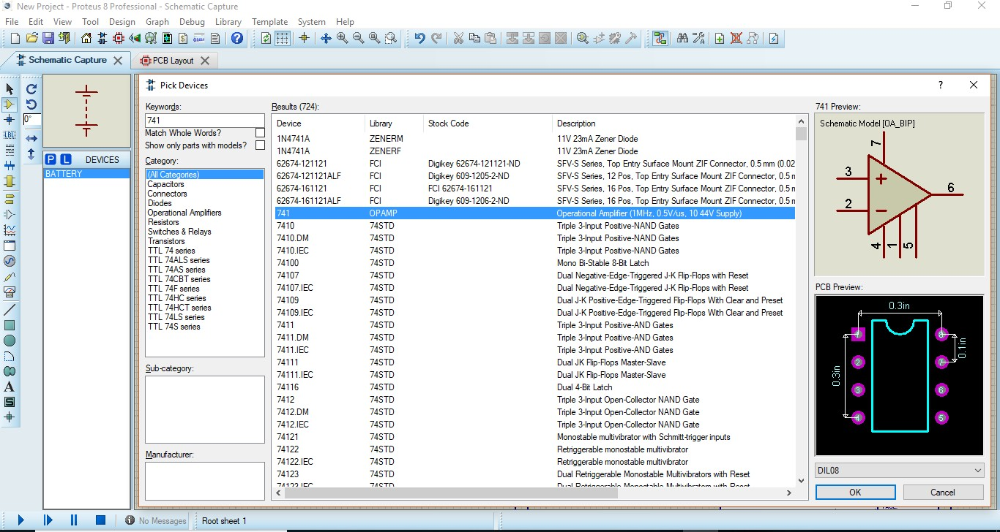 New Project - Proteus 8 Professional - Schematic Capture
File Edit View Tool Design Graph Debug Library Template System Help
Schematic Capture PCB Layout
Pick Devices ?
Keywords:
741
Match Whole Words?
Show only parts with models?
Category:
(All Categories)
Capacitors
Connectors
Diodes
Operational Amplifiers
Resistors
Switches & Relays
Transistors
TTL 74 series
TTL 74ALS series
TTL 74AS series
TTL 74CBT series
TTL 74F series
TTL 74HC series
TTL 74HCT series
TTL 74LS series
TTL 74S series
Sub-category:
Manufacturer:
0°
LBL
A
S
P L DEVICES
BATTERY
Results (724):
Device Library Stock Code Description
1N4741A ZENERM 11V 23mA Zener Diode
1N4741A ZENERF 11V 23mA Zener Diode
62674-121121 FCI Digikey 62674-121121-ND SFV-S Series, Top Entry Surface Mount ZIF Connector, 0.5 mm (0.02
62674-121121ALF FCI Digikey 609-1205-2-ND SFV-S Series, 12 Pos, Top Entry Surface Mount ZIF Connector, 0.5 m
62674-161121 FCI FCI 62674-161121 SFV-S Series, 16 Pos, Top Entry Surface Mount ZIF Connector, 0.5 m
62674-161121ALF FCI Digikey 609-1206-2-ND SFV-S Series, 16 Pos, Top Entry Surface Mount ZIF Connector, 0.5 m
741 OPAMP Operational Amplifier (1MHz, 0.5V/us, 10 44V Supply)
7410 74STD Triple 3-Input Positive-NAND Gates
7410.DM 74STD Triple 3-Input Positive-NAND Gates
7410.IEC 74STD Triple 3-Input Positive-NAND Gates
74100 74STD Mono Bi-Stable 8-Bit Latch
74107 74STD Dual Negative-Edge-Triggered J-K Flip-Flops with Reset
74107.IEC 74STD Dual Negative-Edge-Triggered J-K Flip-Flops with Reset
74109 74STD Dual J-K Positive-Edge-Triggered Flip-Flops With Clear and Preset
74109.IEC 74STD Dual J-K Positive-Edge-Triggered Flip-Flops With Clear and Preset
7411 74STD Triple 3-Input Positive-AND Gates
7411.DM 74STD Triple 3-Input Positive-AND Gates
7411.IEC 74STD Triple 3-Input Positive-AND Gates
74111 74STD Dual JK Flip-Flops Master-Slave
74111.IEC 74STD Dual JK Flip-Flops Master-Slave
74116 74STD Dual 4-Bit Latch
7412 74STD Triple 3-Input Open-Collector NAND Gate
7412.DM 74STD Triple 3-Input Open-Collector NAND Gate
7412.IEC 74STD Triple 3-Input Open-Collector NAND Gate
74121 74STD Monostable multivibrator with Schmitt-trigger inputs
74122 74STD Retriggerable monostable multivibrator
74122.IEC 74STD Retriggerable monostable multivibrator
74123 74STD Dual Retriggerable Monostable Multivibrators with Reset
74123.IEC 74STD Dual Retriggerable Monostable Multivibrators with Reset
741 Preview:
Schematic Model [OA_BIP]
7
3
6
2
4 1 5
PCB Preview:
0.3in
1 8
0.1in
2 7
0.3in
3 6
4 5
DIL08
OK Cancel
No Messages Root sheet 1